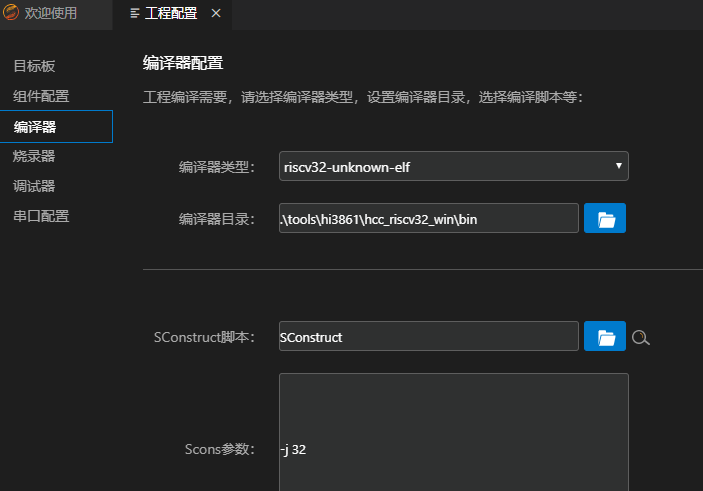 欢迎使用
工程配置
目标板
组件配置
编译器
烧录器
调试器
串口配置
编译器配置
工程编译需要，请选择编译器类型，设置编译器目录，选择编译脚本等：
编译器类型： riscv32-unknown-elf
编译器目录： .\tools\hi3861\hcc_riscv32_win\bin
SConstruct脚本： SConstruct
Scons参数： -j 32